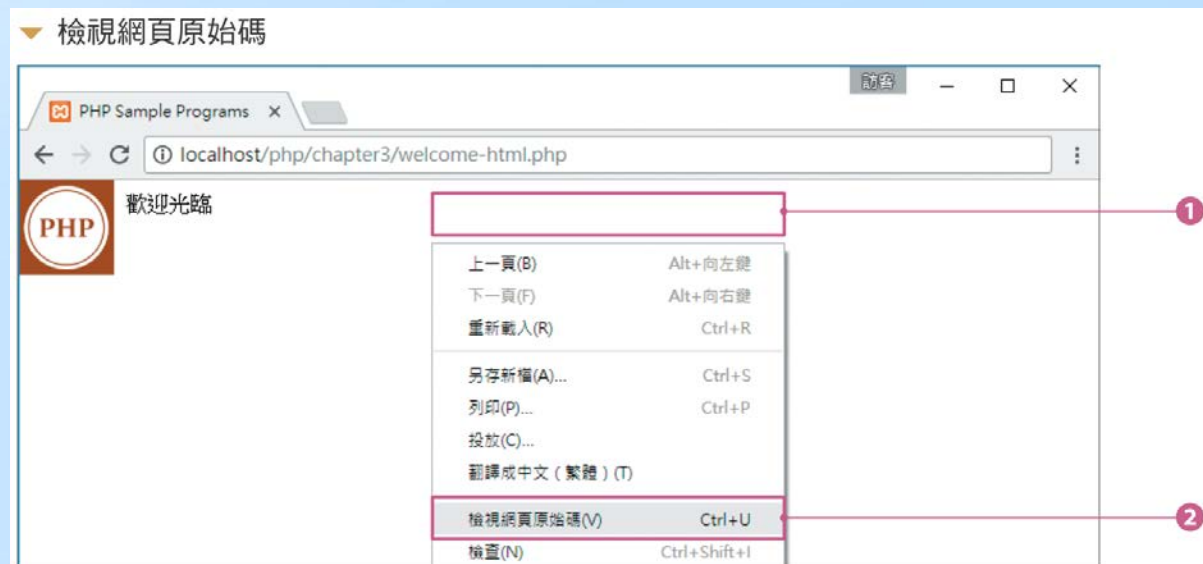 檢視網頁原始碼
訪客
PHP Sample Programs
localhost/php/chapter3/welcome-html.php
PHP
歡迎光臨
1
上一頁(B) Alt+向左鍵
下一頁(F) Alt+向右鍵
重新載入(R) Ctrl+R
另存新檔(A)... Ctrl+S
列印(P)... Ctrl+P
投放(C)...
翻譯成中文 ( 繁體 ) (T)
檢視網頁原始碼(V) Ctrl+U
2
檢查(N) Ctrl+Shift+I